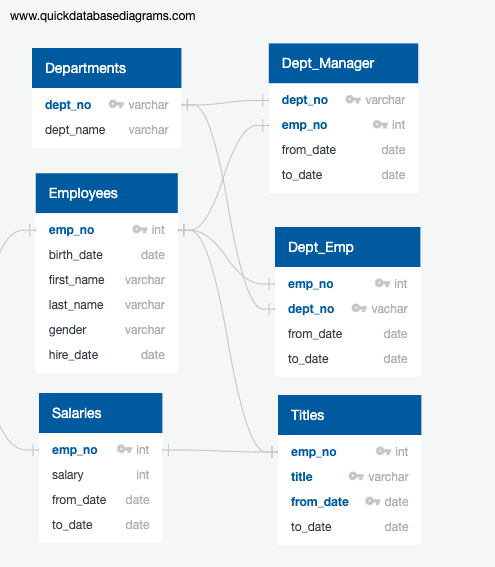 www.quickdatabasediagrams.com
Departments
dept_no varchar
dept_name varchar
Dept_Manager
dept_no varchar
emp_no int
from_date date
to_date date
Employees
emp_no int
birth_date date
first_name varchar
last_name varchar
gender varchar
hire_date date
Dept_Emp
emp_no int
dept_no vachar
from_date date
to_date date
Salaries
emp_no int
salary int
from_date date
to_date date
Titles
emp_no int
title varchar
from_date date
to_date date